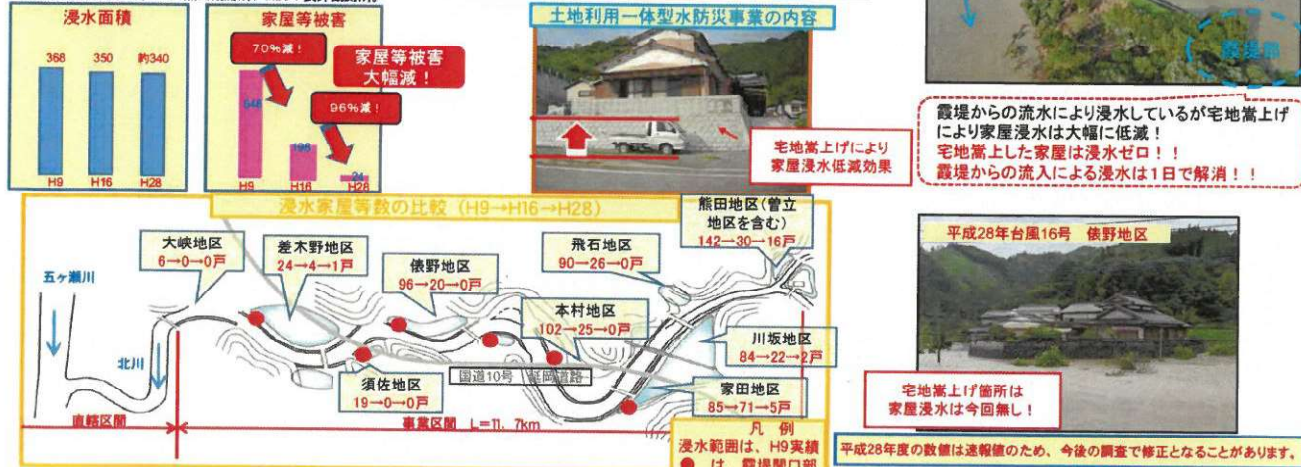 浸水面積
368
350
約340
H9
H16
H28
家屋等被害
70%減!
家屋等被害
大幅減!
96%減!
648
198
24
H9
H16
H28
土地利用一体型水防災事業の内容
宅地嵩上げにより
家屋浸水低減効果
霞堤部
霞堤からの流水により浸水しているが宅地嵩上げ
により家屋浸水は大幅に低減!
宅地嵩上した家屋は浸水ゼロ!!
霞堤からの流入による浸水は1日で解消!!
浸水家屋等数の比較(H9→H16→H28)
大峡地区
6→0→0戸
差木野地区
24→4→1戸
俵野地区
96→20→0戸
飛石地区
90→26→0戸
熊田地区(曽立
地区を含む)
142→30→16戸
本村地区
102→25→0戸
川坂地区
84→22→2戸
須佐地区
19→0→0戸
家田地区
85→71→5戸
五ヶ瀬川
北川
国道10号 延岡道路
直轄区間
事業区間 L=11.7km
凡 例
浸水範囲は、H9実績
は、霞堤開口部
平成28年台風16号 俵野地区
宅地嵩上げ箇所は
家屋浸水は今回無し!
平成28年度の数値は速報値のため、今後の調査で修正となることがあります。